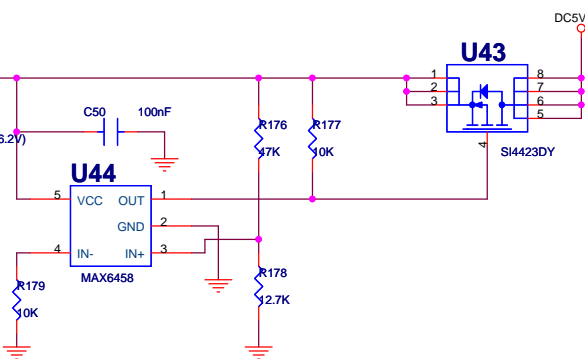 DC5V
U43
1
2
3
8
7
6
5
4
SI4423DY
C50 100nF
R176
47K
R177
10K
6.2V)
U44
5 VCC OUT 1
GND 2
4 IN- IN+ 3
MAX6458
R179
10K
R178
12.7K